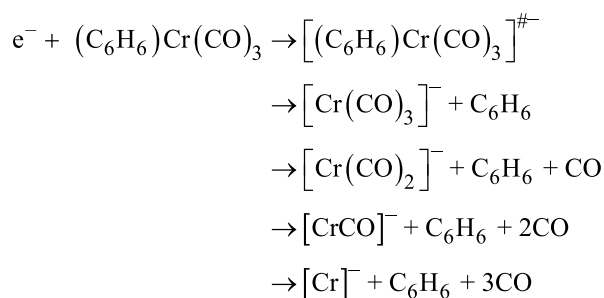 e⁻ + (C₆H₆)Cr(CO)₃ → [(C₆H₆)Cr(CO)₃]#⁻
→ [Cr(CO)₃]⁻ + C₆H₆
→ [Cr(CO)₂]⁻ + C₆H₆ + CO
→ [CrCO]⁻ + C₆H₆ + 2CO
→ [Cr]⁻ + C₆H₆ + 3CO